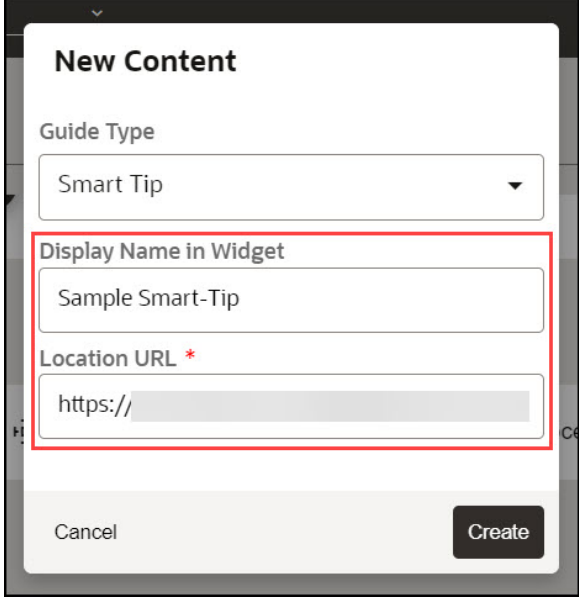 New Content
Guide Type
Smart Tip
Display Name in Widget
Sample Smart-Tip
Location URL *
https://
Cancel
Create